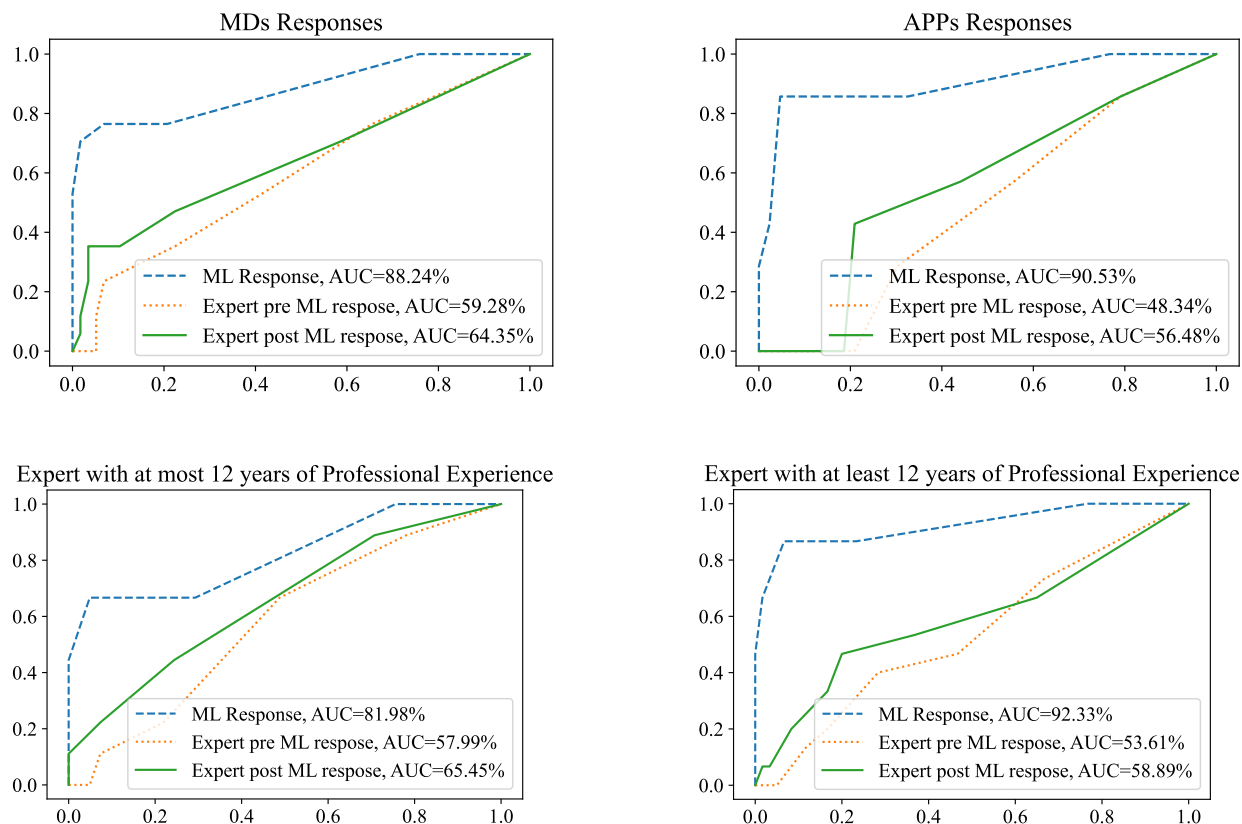 MDs Responses
1.0
0.8
0.6
0.4
0.2
0.0
ML Response, AUC=88.24%
Expert pre ML respose, AUC=59.28%
Expert post ML respose, AUC=64.35%
0.0 0.2 0.4 0.6 0.8 1.0
APPs Responses
1.0
0.8
0.6
0.4
0.2
0.0
ML Response, AUC=90.53%
Expert pre ML respose, AUC=48.34%
Expert post ML respose, AUC=56.48%
0.0 0.2 0.4 0.6 0.8 1.0
Expert with at most 12 years of Professional Experience
1.0
0.8
0.6
0.4
0.2
0.0
ML Response, AUC=81.98%
Expert pre ML respose, AUC=57.99%
Expert post ML respose, AUC=65.45%
0.0 0.2 0.4 0.6 0.8 1.0
Expert with at least 12 years of Professional Experience
1.0
0.8
0.6
0.4
0.2
0.0
ML Response, AUC=92.33%
Expert pre ML respose, AUC=53.61%
Expert post ML respose, AUC=58.89%
0.0 0.2 0.4 0.6 0.8 1.0